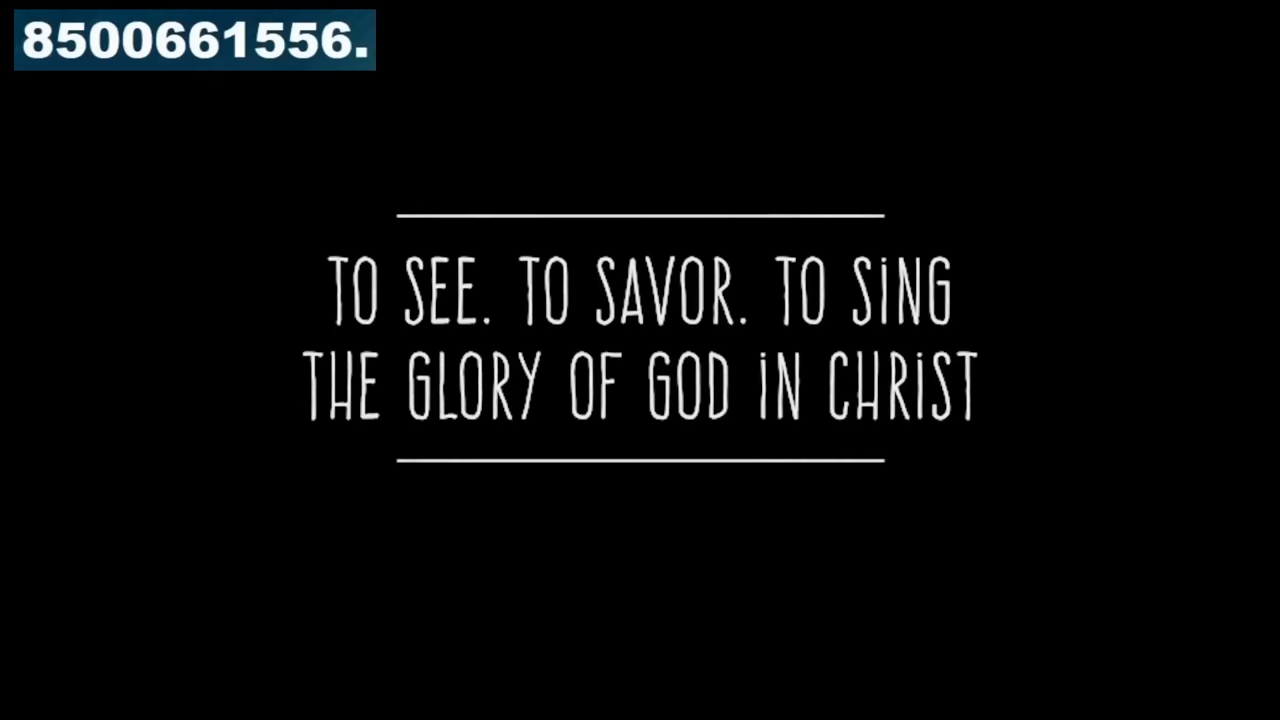 8500661556.
TO SEE. TO SAVOR. TO SiNG
THE GLORY OF GOD iN CHRiST